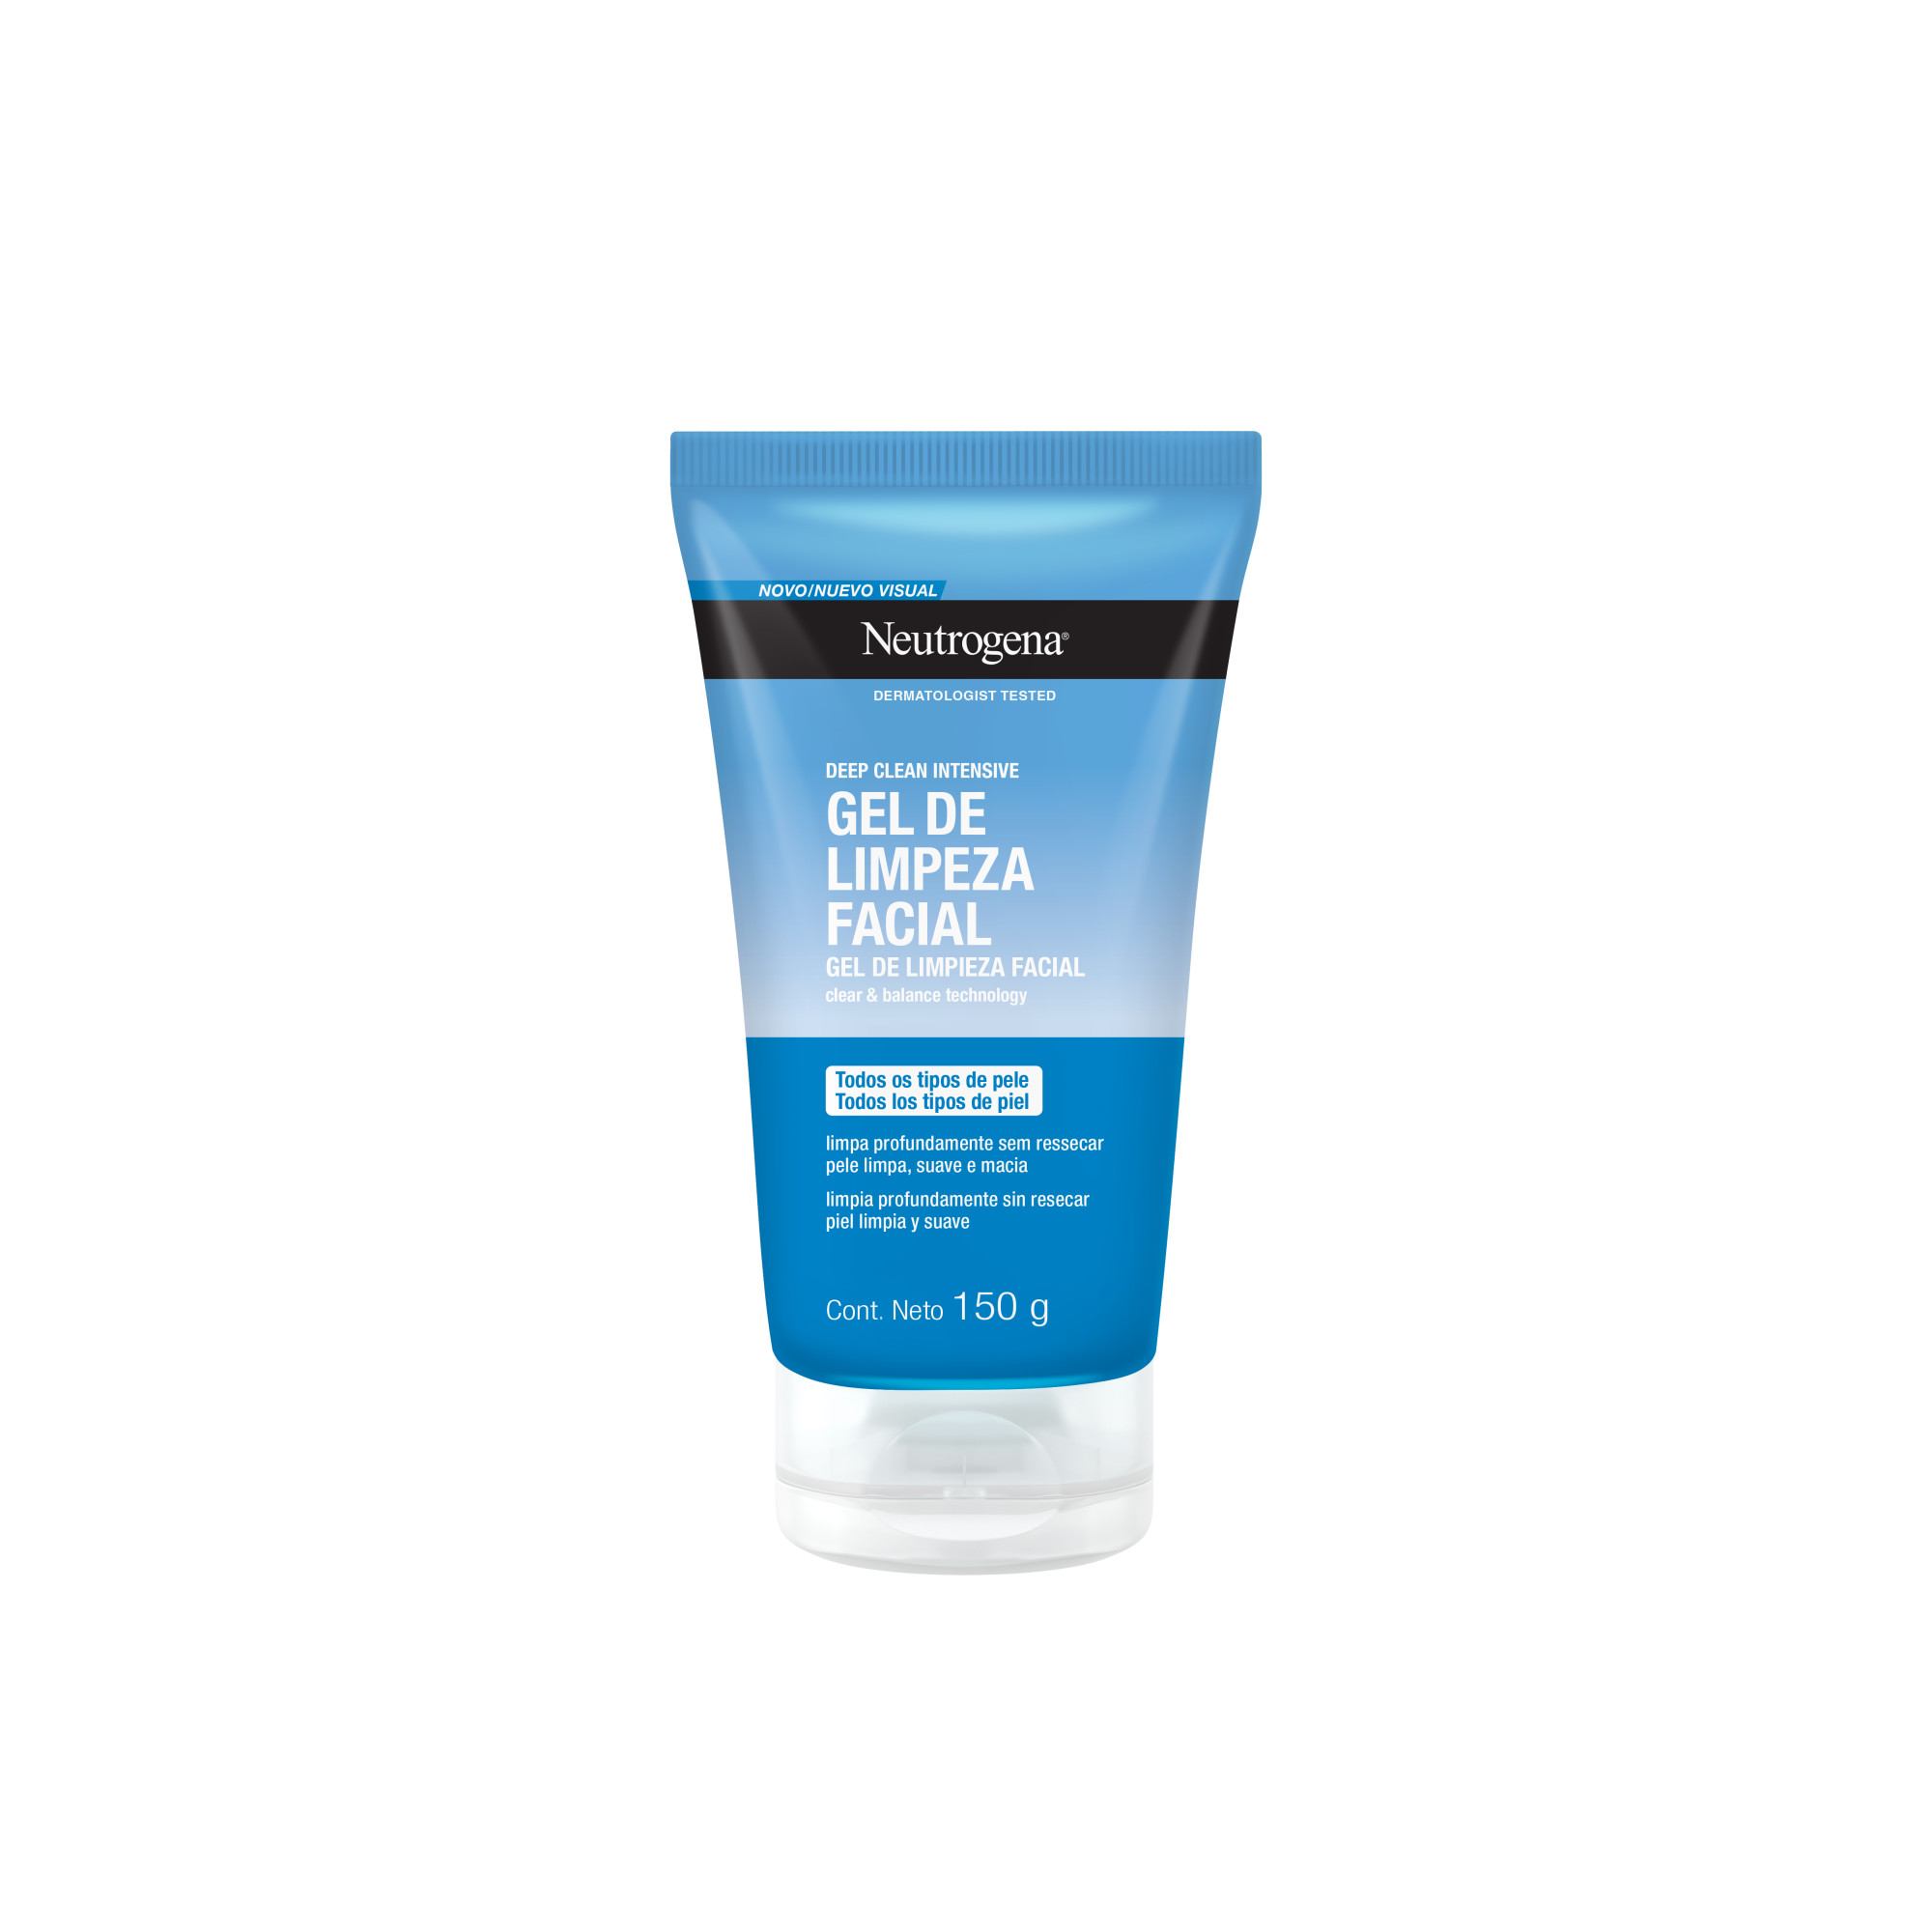 NOVO/NUEVO VISUAL
Neutrogena®
DERMATOLOGIST TESTED
DEEP CLEAN INTENSIVE
GEL DE
LIMPEZA
FACIAL
GEL DE LIMPIEZA FACIAL
clear & balance technology
Todos os tipos de pele
Todos los tipos de piel
limpa profundamente sem ressecar
pele limpa, suave e macia
limpia profundamente sin resecar
piel limpia y suave
Cont. Neto 150 g